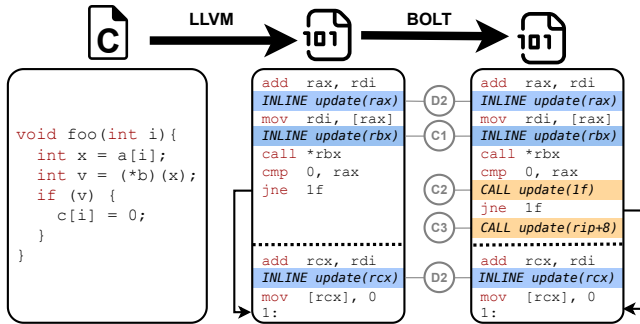 LLVM
BOLT
C
101
101
void foo(int i){
int x = a[i];
int v = (*b)(x);
if (v) {
c[i] = 0;
}
}
add rax, rdi
INLINE update(rax)
mov rdi, [rax]
INLINE update(rbx)
call *rbx
cmp 0, rax
jne 1f
add rcx, rdi
INLINE update(rcx)
mov [rcx], 0
1:
D2
C1
C2
C3
D2
add rax, rdi
INLINE update(rax)
mov rdi, [rax]
INLINE update(rbx)
call *rbx
cmp 0, rax
CALL update(1f)
jne 1f
CALL update(rip+8)
add rcx, rdi
INLINE update(rcx)
mov [rcx], 0
1: